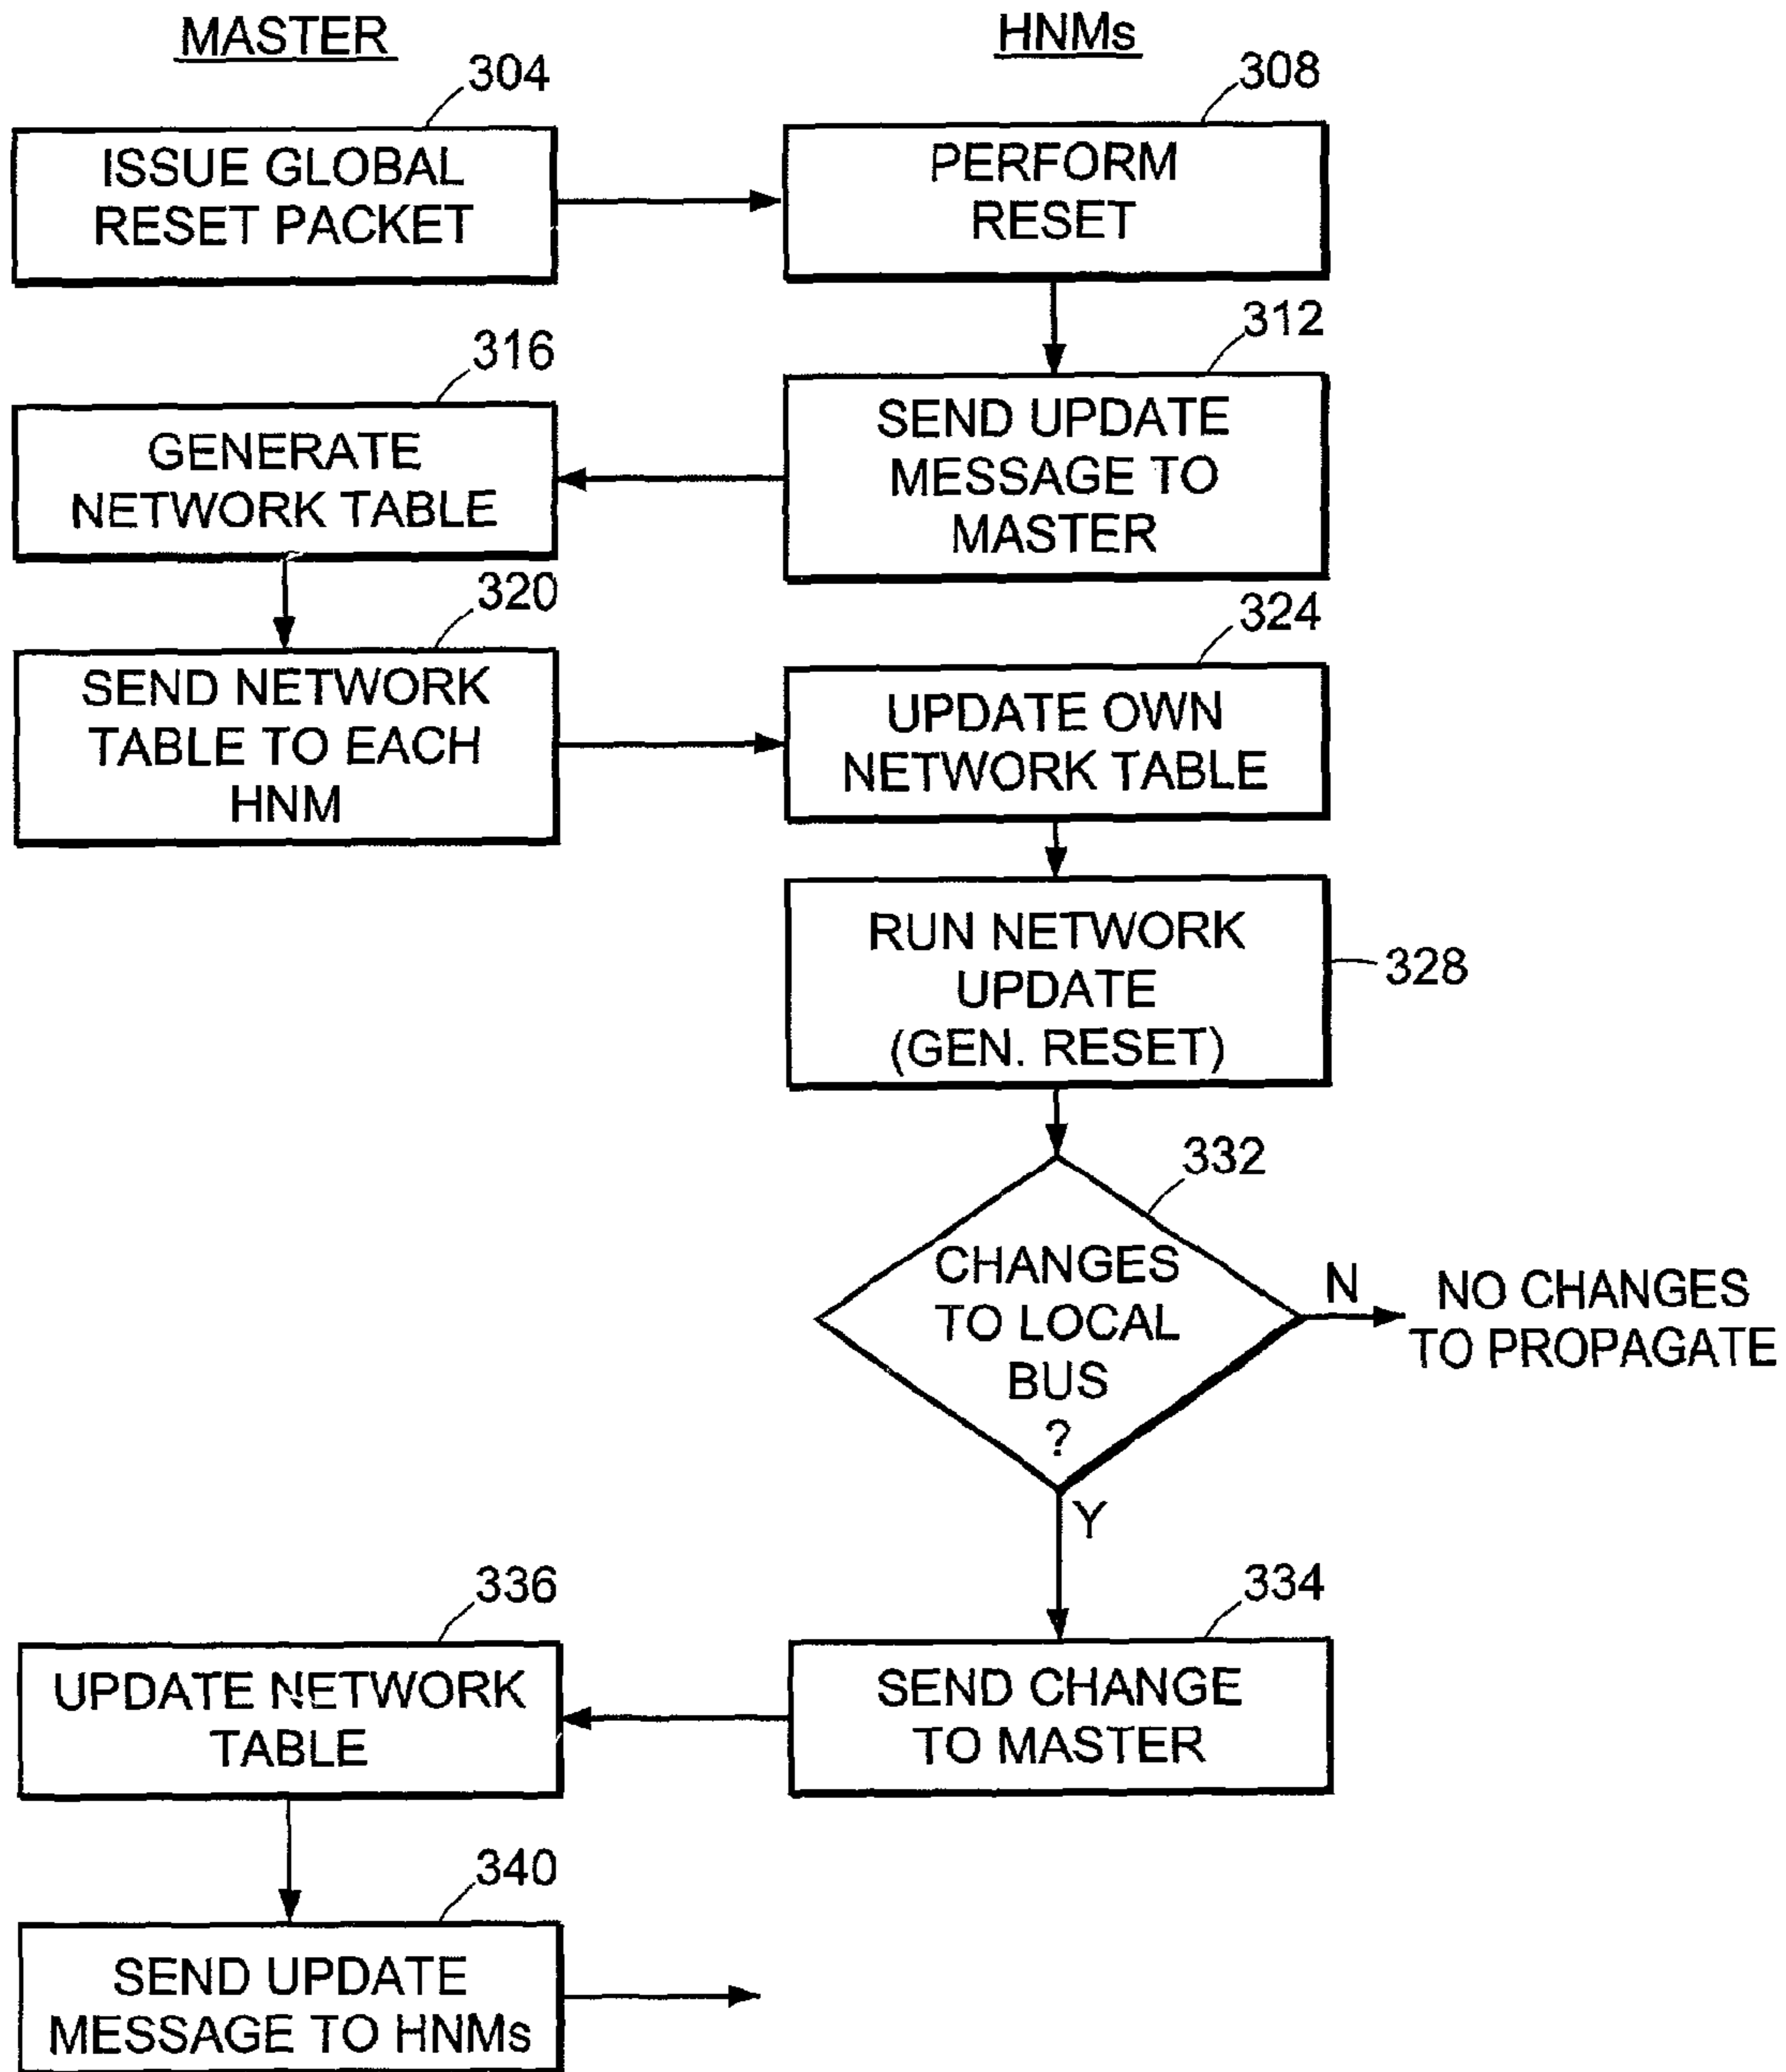 MASTER
HNMs
304
308
ISSUE GLOBAL
RESET PACKET
PERFORM
RESET
312
316
SEND UPDATE
MESSAGE TO
MASTER
GENERATE
NETWORK TABLE
320
324
SEND NETWORK
TABLE TO EACH
HNM
UPDATE OWN
NETWORK TABLE
RUN NETWORK
UPDATE
(GEN. RESET)
328
332
CHANGES
TO LOCAL
BUS
?
N
NO CHANGES
TO PROPAGATE
Y
334
336
SEND CHANGE
TO MASTER
UPDATE NETWORK
TABLE
340
SEND UPDATE
MESSAGE TO HNMs